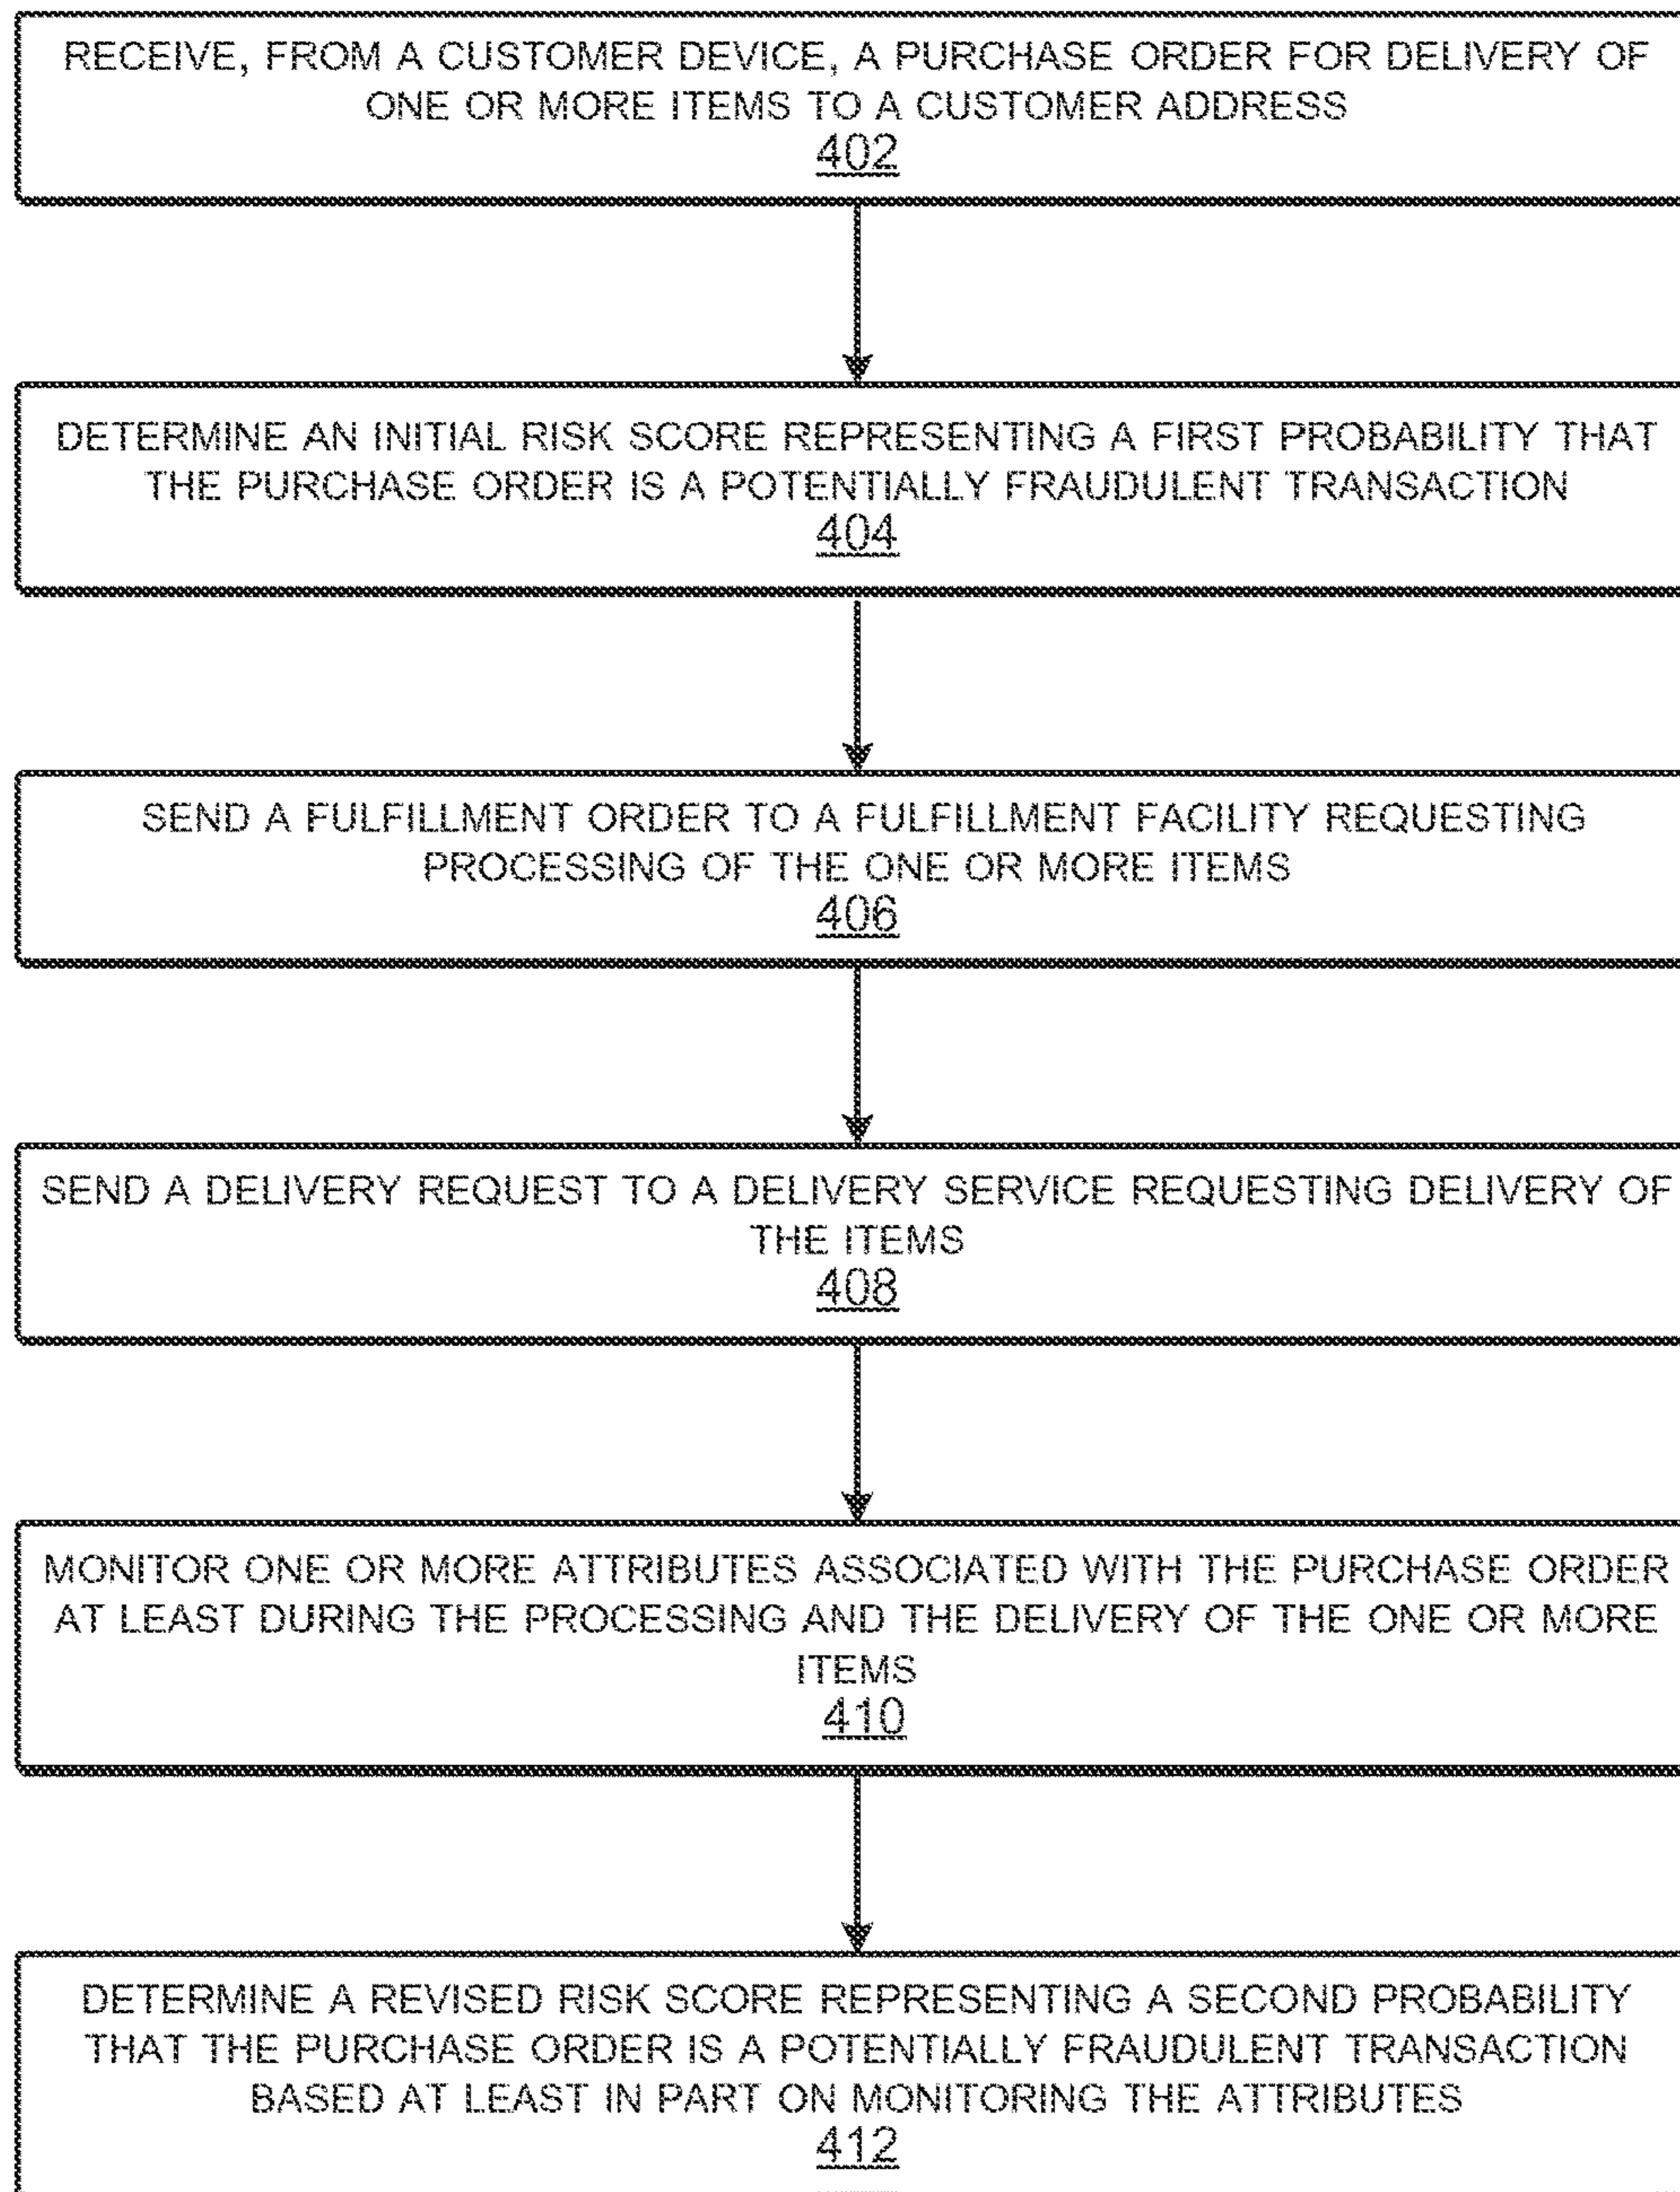 RECEIVE, FROM A CUSTOMER DEVICE, A PURCHASE ORDER FOR DELIVERY OF
ONE OR MORE ITEMS TO A CUSTOMER ADDRESS
402
DETERMINE AN INITIAL RISK SCORE REPRESENTING A FIRST PROBABILITY THAT
THE PURCHASE ORDER IS A POTENTIALLY FRAUDULENT TRANSACTION
404
SEND A FULFILLMENT ORDER TO A FULFILLMENT FACILITY REQUESTING
PROCESSING OF THE ONE OR MORE ITEMS
406
SEND A DELIVERY REQUEST TO A DELIVERY SERVICE REQUESTING DELIVERY OF
THE ITEMS
408
MONITOR ONE OR MORE ATTRIBUTES ASSOCIATED WITH THE PURCHASE ORDER
AT LEAST DURING THE PROCESSING AND THE DELIVERY OF THE ONE OR MORE
ITEMS
410
DETERMINE A REVISED RISK SCORE REPRESENTING A SECOND PROBABILITY
THAT THE PURCHASE ORDER IS A POTENTIALLY FRAUDULENT TRANSACTION
BASED AT LEAST IN PART ON MONITORING THE ATTRIBUTES
412